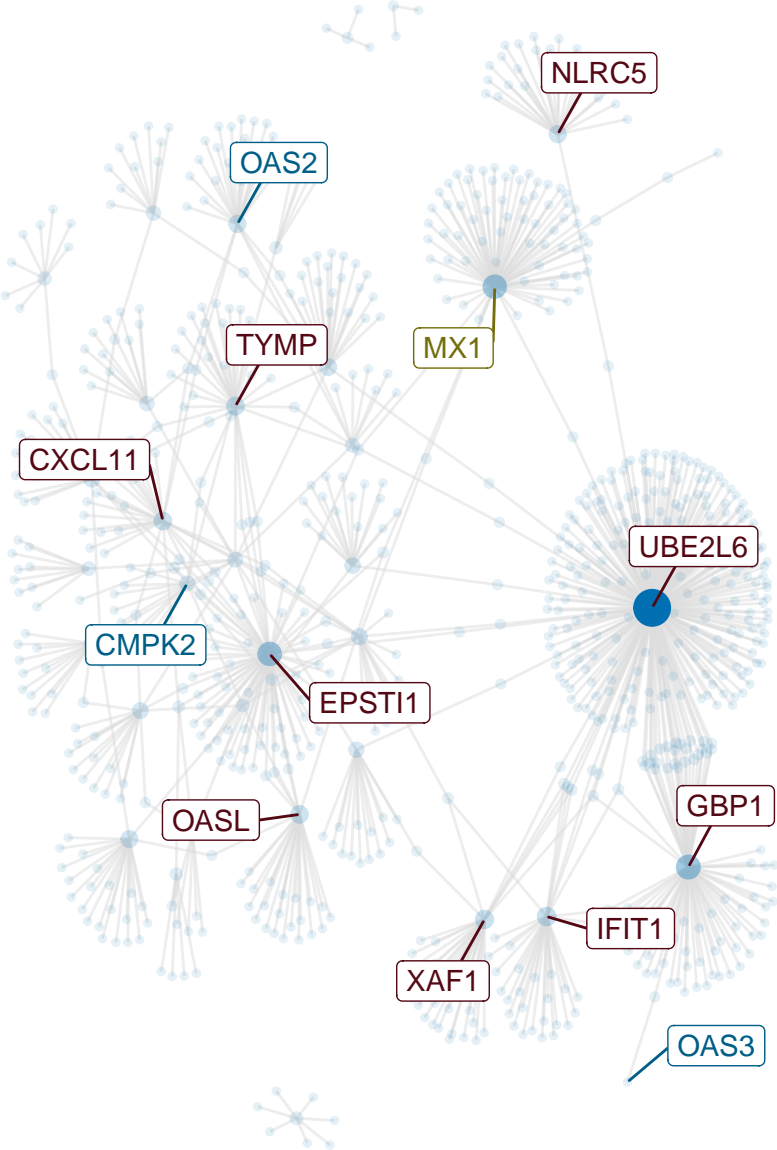 NLRC5
OAS2
TYMP
MX1
CXCL11
UBE2L6
CMPK2
EPSTI1
GBP1
OASL
IFIT1
XAF1
OAS3